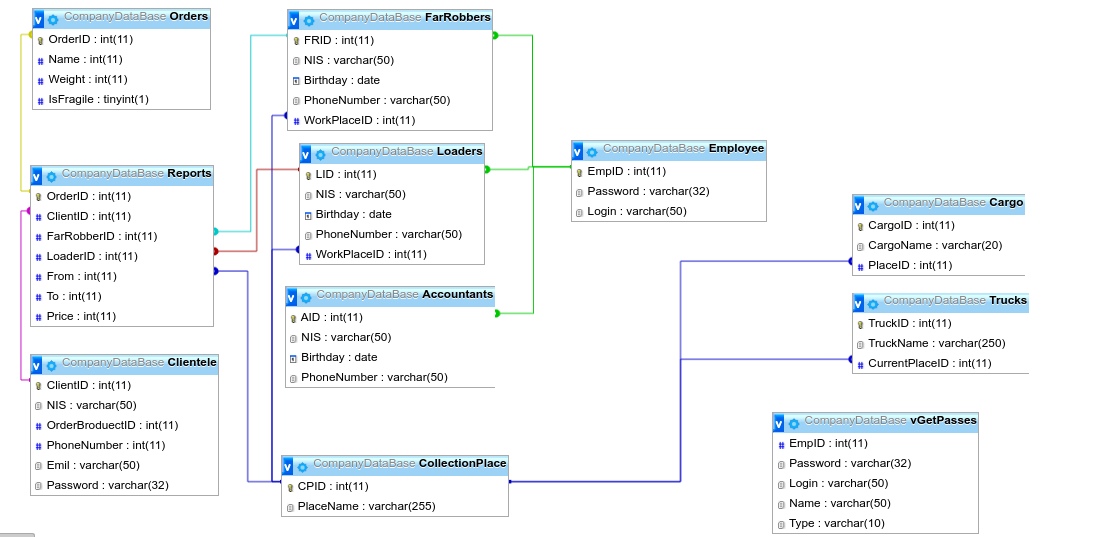 CompanyDataBase Orders
OrderID : int(11)
Name : int(11)
Weight : int(11)
IsFragile : tinyint(1)
CompanyDataBase Reports
OrderID : int(11)
ClientID : int(11)
FarRobberID : int(11)
LoaderID : int(11)
From : int(11)
To : int(11)
Price : int(11)
CompanyDataBase Clientele
ClientID : int(11)
NIS : varchar(50)
OrderBroduectID : int(11)
PhoneNumber : int(11)
Emil : varchar(50)
Password : varchar(32)
CompanyDataBase FarRobbers
FRID : int(11)
NIS : varchar(50)
Birthday : date
PhoneNumber : varchar(50)
WorkPlaceID : int(11)
CompanyDataBase Loaders
LID : int(11)
NIS : varchar(50)
Birthday : date
PhoneNumber : varchar(50)
WorkPlaceID : int(11)
CompanyDataBase Accountants
AID : int(11)
NIS : varchar(50)
Birthday : date
PhoneNumber : varchar(50)
CompanyDataBase CollectionPlace
CPID : int(11)
PlaceName : varchar(255)
CompanyDataBase Employee
EmpID : int(11)
Password : varchar(32)
Login : varchar(50)
CompanyDataBase Cargo
CargoID : int(11)
CargoName : varchar(20)
PlaceID : int(11)
CompanyDataBase Trucks
TruckID : int(11)
TruckName : varchar(250)
CurrentPlaceID : int(11)
CompanyDataBase vGetPasses
EmpID : int(11)
Password : varchar(32)
Login : varchar(50)
Name : varchar(50)
Type : varchar(10)